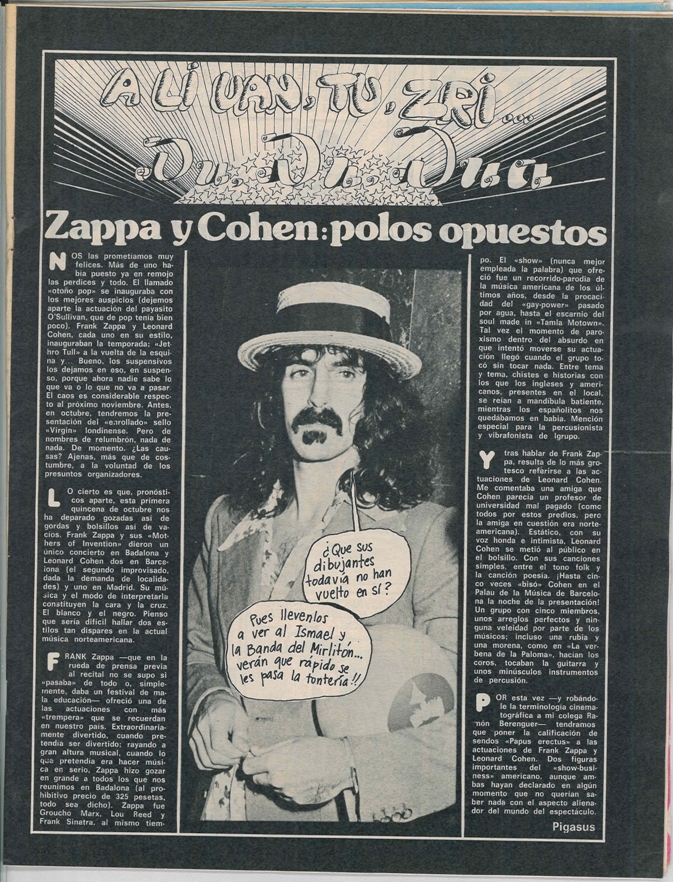 A LÍ UAN, TU, ZRÍ...
Du, Dua, Dua
Zappa y Cohen: polos opuestos
NOS las prometíamos muy
felices. Más de uno ha-
bía puesto ya en remojo
las perdices y todo. El llamado
«otoño pop» se inauguraba con
los mejores auspicios (dejemos
aparte la actuación del payasito
O'Sullivan, que de pop tenía bien
poco). Frank Zappa y Leonard
Cohen, cada uno en su estilo,
inauguraban la temporada; «Jet-
hro Tull» a la vuelta de la esqui-
na y... Bueno, los suspensivos
los dejamos en eso, en suspen-
so, porque ahora nadie sabe lo
que va o lo que no va a pasar.
El caos es considerable respec-
to al próximo noviembre. Antes,
en octubre, tendremos la pre-
sentación del «enrollado» sello
«Virgin» londinense. Pero de
nombres de relumbrón, nada de
nada. De momento. ¿Las cau-
sas? Ajenas, más que de cos-
tumbre, a la voluntad de los
presuntos organizadores.
LO cierto es que, pronósti-
cos aparte, esta primera
quincena de octubre nos
ha deparado gozadas así de
gordas y bolsillos así de va-
cíos. Frank Zappa y sus «Mot-
hers of Invention» dieron un
único concierto en Badalona y
Leonard Cohen dos en Barce-
lona (el segundo improvisado,
dada la demanda de localida-
des) y uno en Madrid. Su mú-
sica y el modo de interpretarla
constituyen la cara y la cruz.
El blanco y el negro. Pienso
que sería difícil hallar dos es-
tilos tan dispares en la actual
música norteamericana.
FRANK Zappa —que en la
rueda de prensa previa
al recital no se supo si
«pasaba» de todo o, simple-
mente, daba un festival de ma-
la educación— ofreció una de
las actuaciones con más
«trempera» que se recuerdan
en nuestro país. Extraordinaria-
mente divertido, cuando pre-
tendía ser divertido; rayando a
gran altura musical, cuando lo
que pretendía era hacer músi-
ca en serio, Zappa hizo gozar
en grande a todos los que nos
reunimos en Badalona (al pro-
hibitivo precio de 325 pesetas,
todo sea dicho). Zappa fue
Groucho Marx, Lou Reed y
Frank Sinatra, al mismo tiem-
¿Que sus
dibujantes
todavía no han
vuelto en sí?
Pues llevenlos
a ver al Ismael y
la Banda del Mirlitón...
verán que rápido se
les pasa la tontería!!
po. El «show» (nunca mejor
empleada la palabra) que ofre-
ció fue un recorrido-parodia de
la música americana de los úl-
timos años, desde la procaci-
dad del «gay-power» pasado
por agua, hasta el escarnio del
soul made in «Tamla Motown».
Tal vez el momento de paro-
xismo dentro del absurdo en
que intentó moverse su actua-
ción llegó cuando el grupo to-
có sin tocar nada. Entre tema
y tema, chistes e historias con
los que los ingleses y ameri-
canos, presentes en el local,
se reían a mandíbula batiente,
mientras los españolitos nos
quedábamos en babia. Mención
especial para la percusionista
y vibrafonista de lgrupo.
Y tras hablar de Frank Zap-
pa, resulta de lo más gro-
tesco referirse a las ac-
tuaciones de Leonard Cohen.
Me comentaba una amiga que
Cohen parecía un profesor de
universidad mal pagado (como
todos por estos predios, pero
la amiga en cuestión era norte-
americana). Estático, con su
voz honda e intimista, Leonard
Cohen se metió al público en
el bolsillo. Con sus canciones
simples, entre el tono folk y
la canción poesía. ¡Hasta cin-
co veces «bisó» Cohen en el
Palau de la Música de Barcelo-
na la noche de la presentación!
Un grupo con cinco miembros,
unos arreglos perfectos y nin-
guna veleidad por parte de los
músicos; incluso una rubia y
una morena, como en «La ver-
bena de la Paloma», hacían los
coros, tocaban la guitarra y
unos minúsculos instrumentos
de percusión.
POR esta vez —y robándo-
le la terminología cinema-
tográfica a mi colega Ra-
món Berenguer— tendramos
que poner la calificación de
sendos «Papus erectus» a las
actuaciones de Frank Zappa y
Leonard Cohen. Dos figuras
importantes del «show-busi-
ness» americano, aunque am-
bas hayan declarado en algún
momento que no querían sa-
ber nada con el aspecto aliena-
dor del mundo del espectáculo.
Pigasus